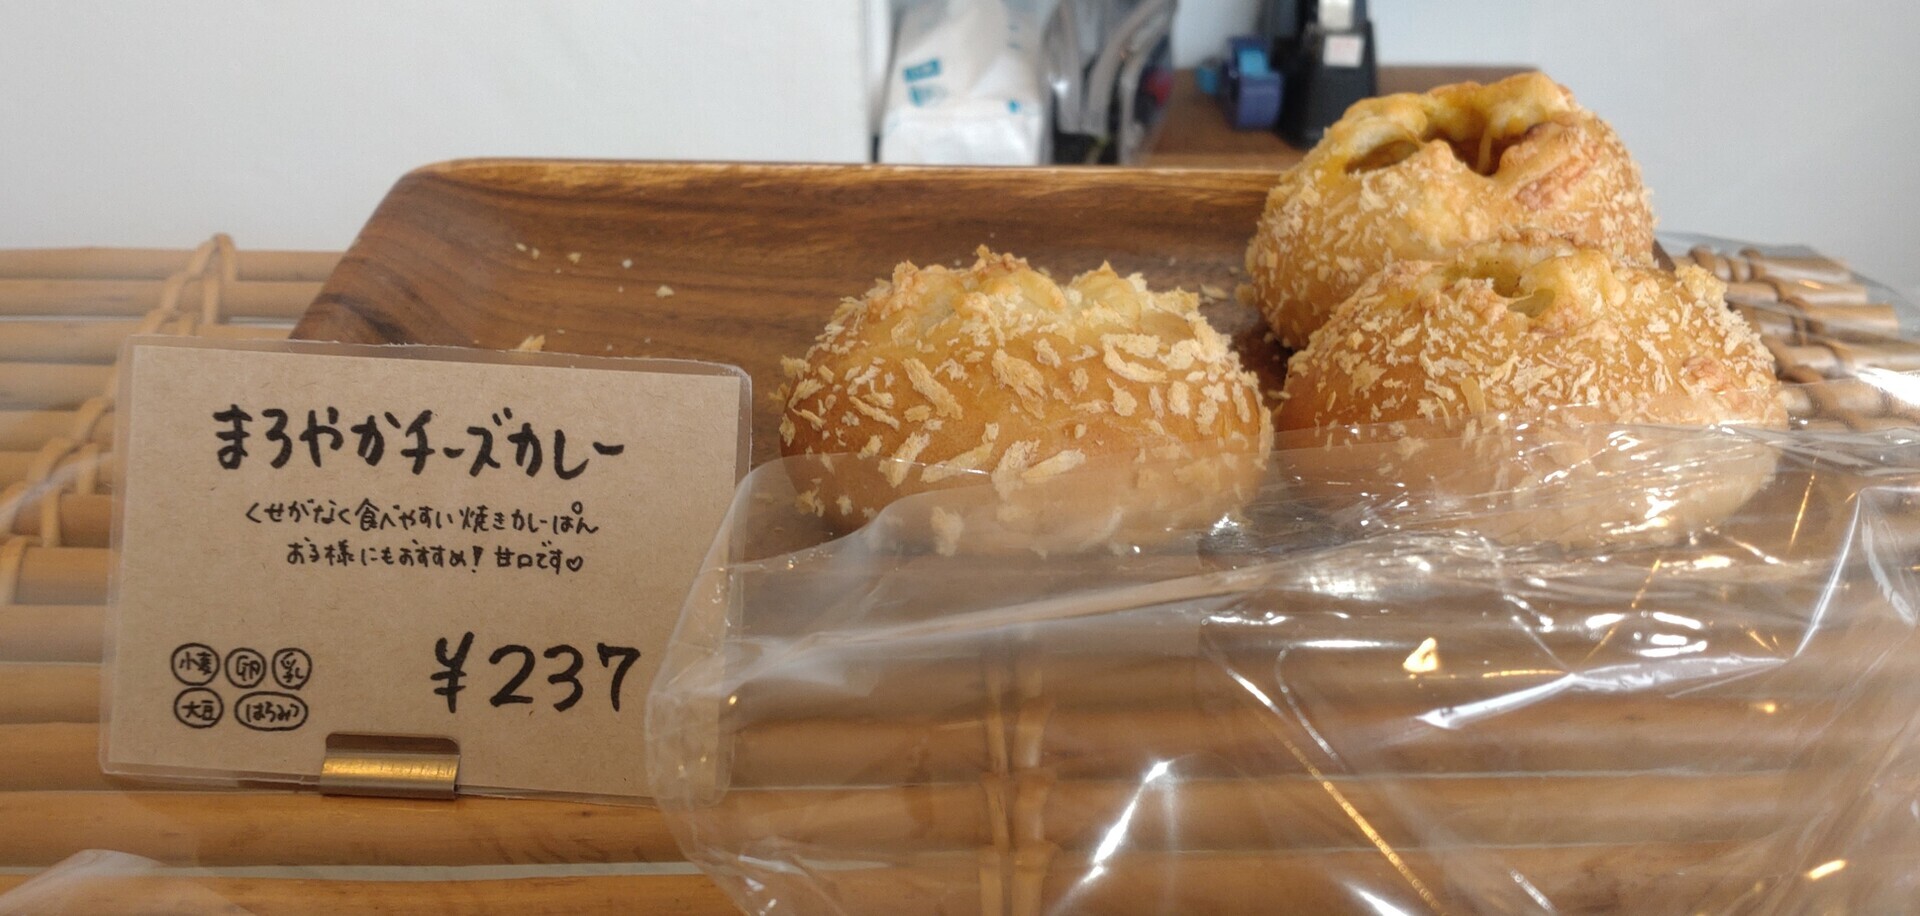 まろやかチーズカレー
くせがなく食べやすい焼きカレーぱん
お子様にもおすすめ！甘口です♡
小麦 卵 乳
大豆 はちみつ
¥237